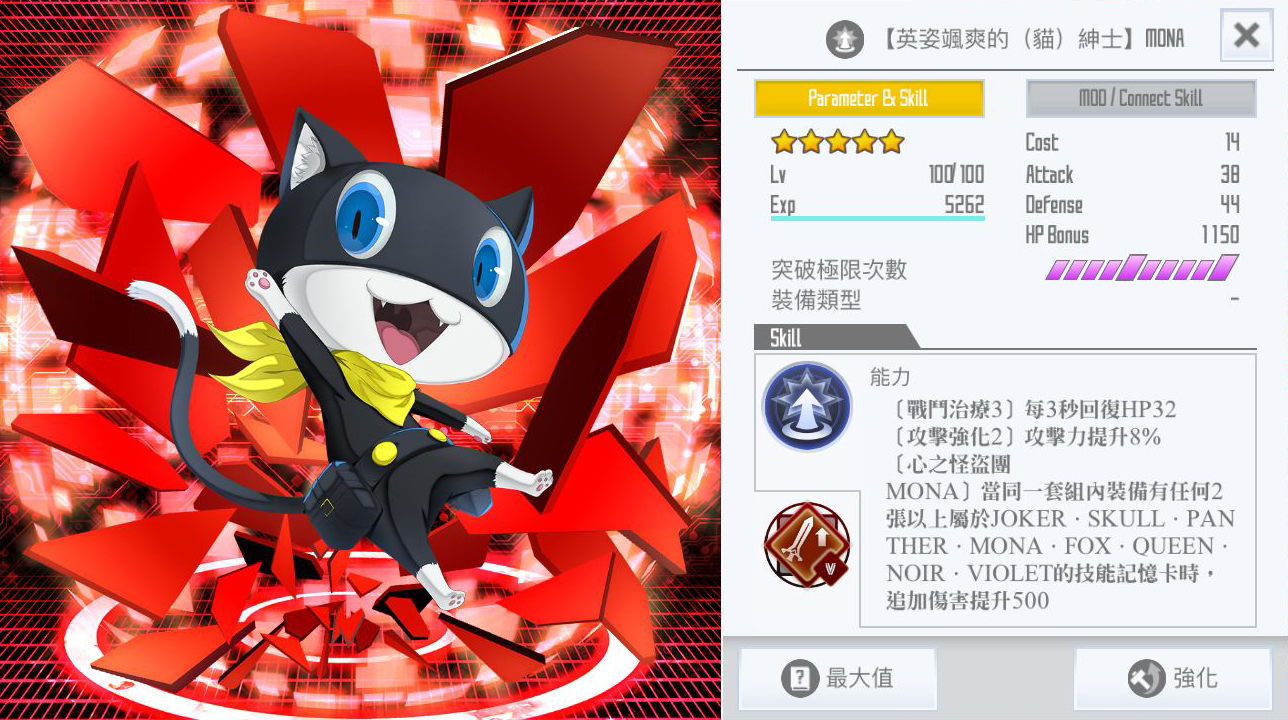 【英姿颯爽的（貓）紳士】MONA
Parameter & Skill
MOD / Connect Skill
Lv 100/100
Exp 5262
Cost 14
Attack 38
Defense 44
HP Bonus 1150
突破極限次數
裝備類型 -
Skill
能力
〔戰鬥治療3〕每3秒回復HP32
〔攻擊強化2〕攻擊力提升8%
〔心之怪盜團
MONA〕當同一套組內裝備有任何2
張以上屬於JOKER · SKULL · PAN
THER · MONA · FOX · QUEEN ·
NOIR · VIOLET的技能記憶卡時，
追加傷害提升500
V
?
最大值
強化